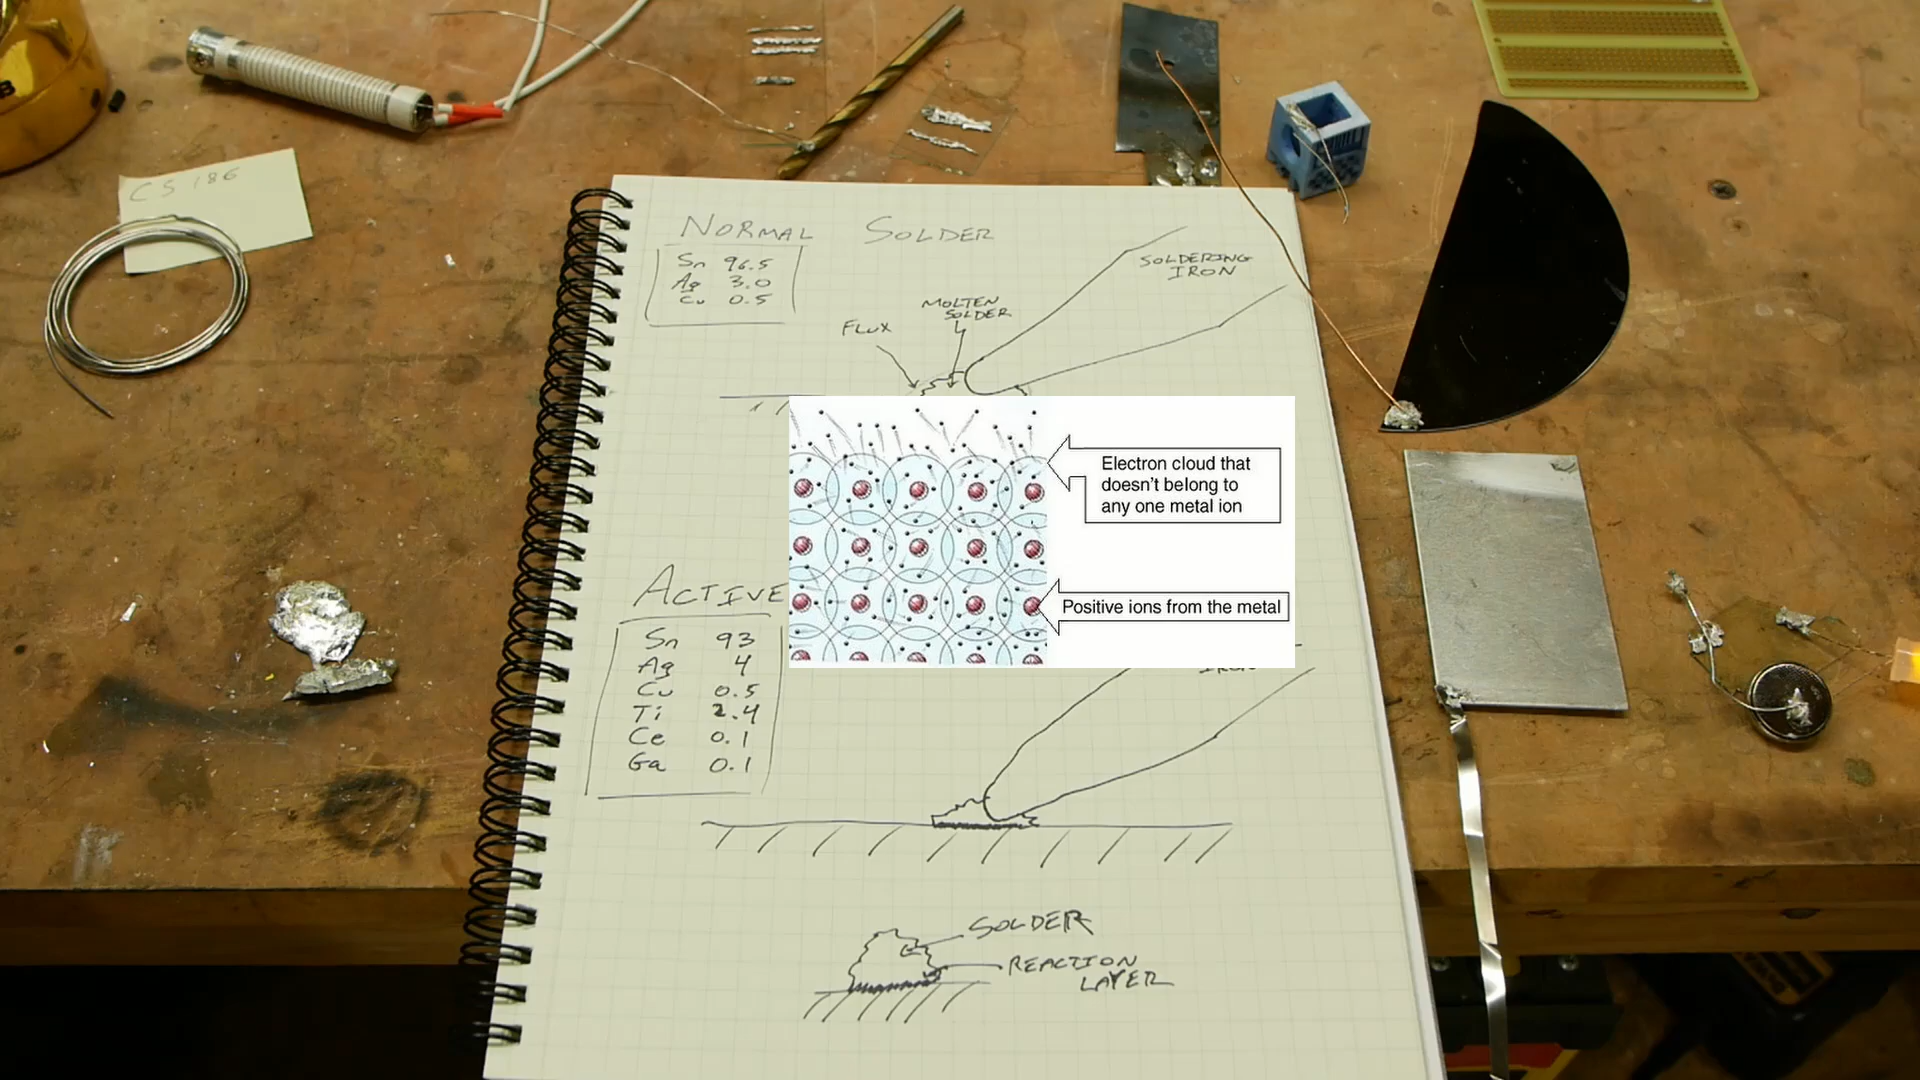 CS 186
NORMAL SOLDER
Sn 96.5
Ag 3.0
Cu 0.5
SOLDERING
IRON
MOLTEN
SOLDER
FLUX
Electron cloud that
doesn't belong to
any one metal ion
Positive ions from the metal
ACTIVE
Sn 93
Ag 4
Cu 0.5
Ti 2.4
Ce 0.1
Ga 0.1
SOLDER
REACTION
LAYER